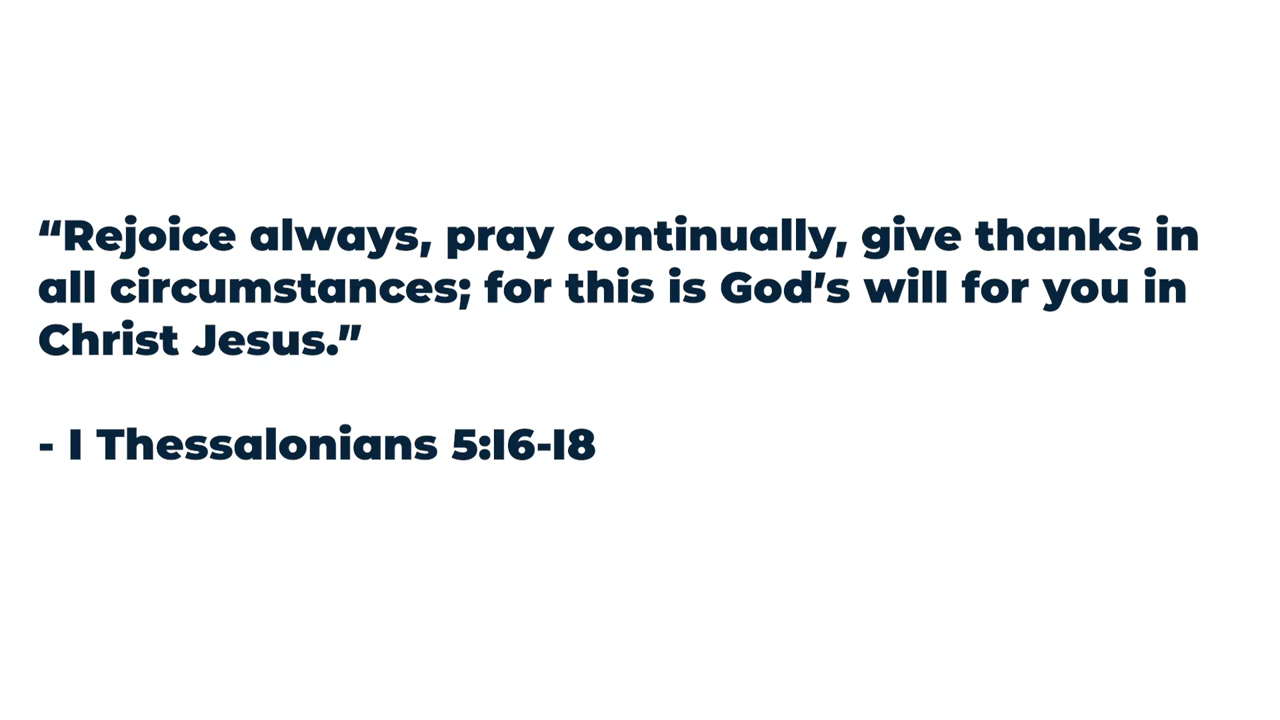 “Rejoice always, pray continually, give thanks in
all circumstances; for this is God’s will for you in
Christ Jesus.”
- I Thessalonians 5:16-18